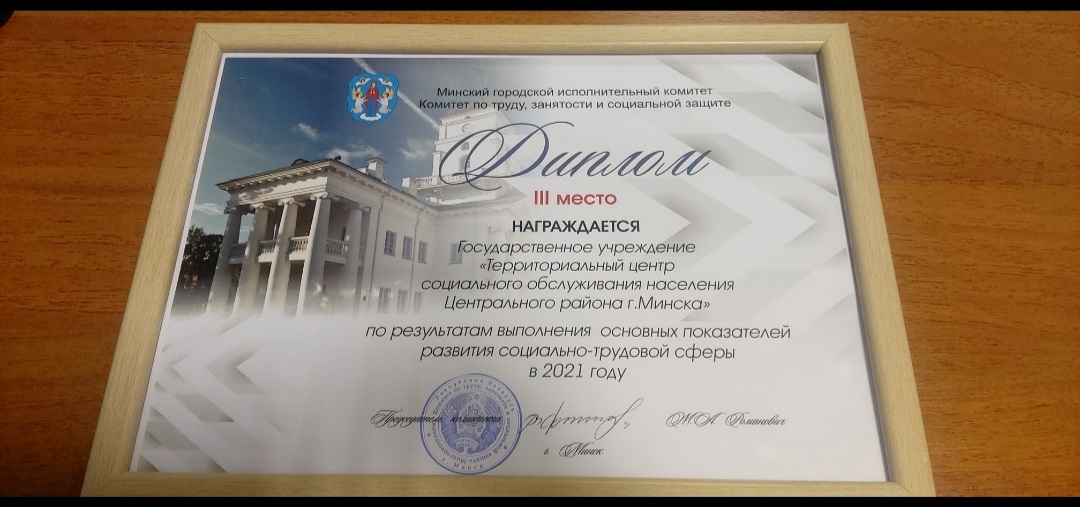 Минский городской исполнительный комитет
Комитет по труду, занятости и социальной защите
Диплом
III место
НАГРАЖДАЕТСЯ
Государственное учреждение
«Территориальный центр
социального обслуживания населения
Центрального района г.Минска»
по результатам выполнения основных показателей
развития социально-трудовой сферы
в 2021 году
Председатель комитета
Ж.А. Романович
г. Минск